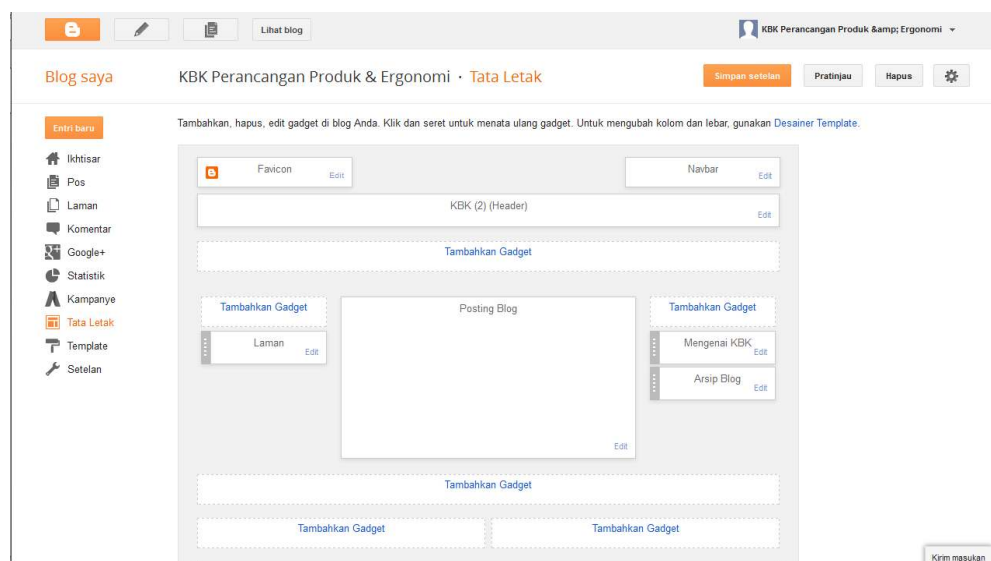 Lihat blog
KBK Perancangan Produk &amp; Ergonomi
Blog saya
KBK Perancangan Produk & Ergonomi · Tata Letak
Simpan setelan
Pratinjau
Hapus
Entri baru
Tambahkan, hapus, edit gadget di blog Anda. Klik dan seret untuk menata ulang gadget. Untuk mengubah kolom dan lebar, gunakan Desainer Template.
Ikhtisar
Pos
Laman
Komentar
Google+
Statistik
Kampanye
Tata Letak
Template
Setelan
Favicon
Edit
Navbar
Edit
KBK (2) (Header)
Edit
Tambahkan Gadget
Tambahkan Gadget
Laman
Edit
Posting Blog
Edit
Tambahkan Gadget
Mengenai KBK
Edit
Arsip Blog
Edit
Tambahkan Gadget
Tambahkan Gadget
Tambahkan Gadget
Kirim masukan